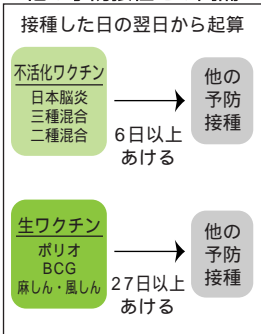 接種した日の翌日から起算
不活化ワクチン
日本脳炎
三種混合
二種混合
6日以上
あける
他の
予防
接種
生ワクチン
ポリオ
BCG
麻しん・風しん
27日以上
あける
他の
予防
接種